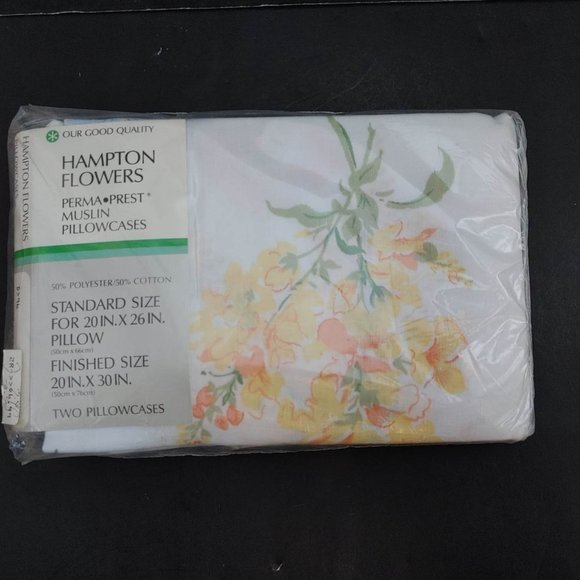 OUR GOOD QUALITY
HAMPTON
FLOWERS
PERMA•PREST*
MUSLIN
PILLOWCASES
50% POLYESTER/50% COTTON
STANDARD SIZE
FOR 20 IN. X 26 IN.
PILLOW
(50cm x 66cm)
FINISHED SIZE
20 IN. X 30 IN.
(50cm x 76cm)
TWO PILLOWCASES
HAMPTON FLOWERS